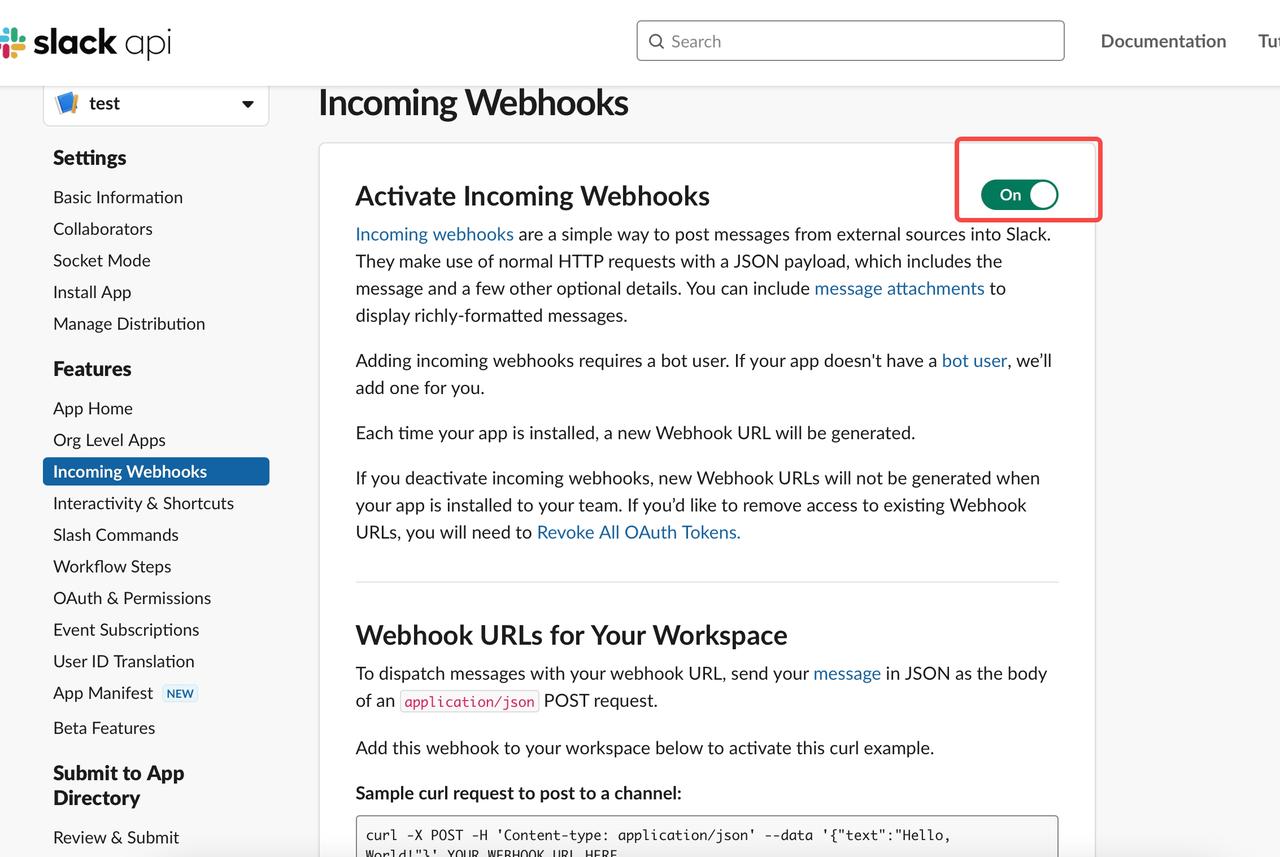 slack api
Search
Documentation
Tu
test
Incoming Webhooks
Settings
Basic Information
Collaborators
Socket Mode
Install App
Manage Distribution
Features
App Home
Org Level Apps
Incoming Webhooks
Interactivity & Shortcuts
Slash Commands
Workflow Steps
OAuth & Permissions
Event Subscriptions
User ID Translation
App Manifest NEW
Beta Features
Submit to App
Directory
Review & Submit
Activate Incoming Webhooks
On
Incoming webhooks are a simple way to post messages from external sources into Slack.
They make use of normal HTTP requests with a JSON payload, which includes the
message and a few other optional details. You can include message attachments to
display richly-formatted messages.
Adding incoming webhooks requires a bot user. If your app doesn't have a bot user, we’ll
add one for you.
Each time your app is installed, a new Webhook URL will be generated.
If you deactivate incoming webhooks, new Webhook URLs will not be generated when
your app is installed to your team. If you’d like to remove access to existing Webhook
URLs, you will need to Revoke All OAuth Tokens.
Webhook URLs for Your Workspace
To dispatch messages with your webhook URL, send your message in JSON as the body
of an application/json POST request.
Add this webhook to your workspace below to activate this curl example.
Sample curl request to post to a channel:
curl -X POST -H 'Content-type: application/json' --data '{"text":"Hello,
World!"}' YOUR_WEBHOOK_URL_HERE